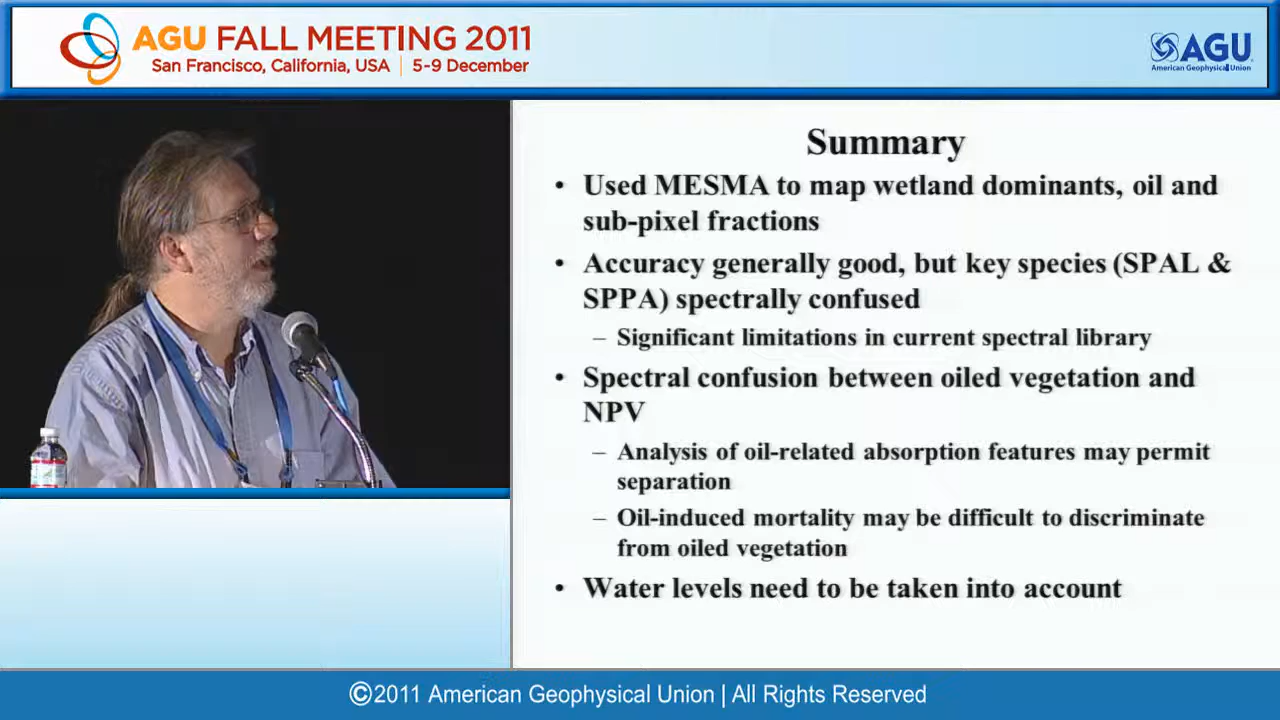 AGU FALL MEETING 2011
San Francisco, California, USA | 5-9 December
AGU
American Geophysical Union
Summary
• Used MESMA to map wetland dominants, oil and
sub-pixel fractions
• Accuracy generally good, but key species (SPAL &
SPPA) spectrally confused
– Significant limitations in current spectral library
• Spectral confusion between oiled vegetation and
NPV
– Analysis of oil-related absorption features may permit
separation
– Oil-induced mortality may be difficult to discriminate
from oiled vegetation
• Water levels need to be taken into account
©2011 American Geophysical Union | All Rights Reserved